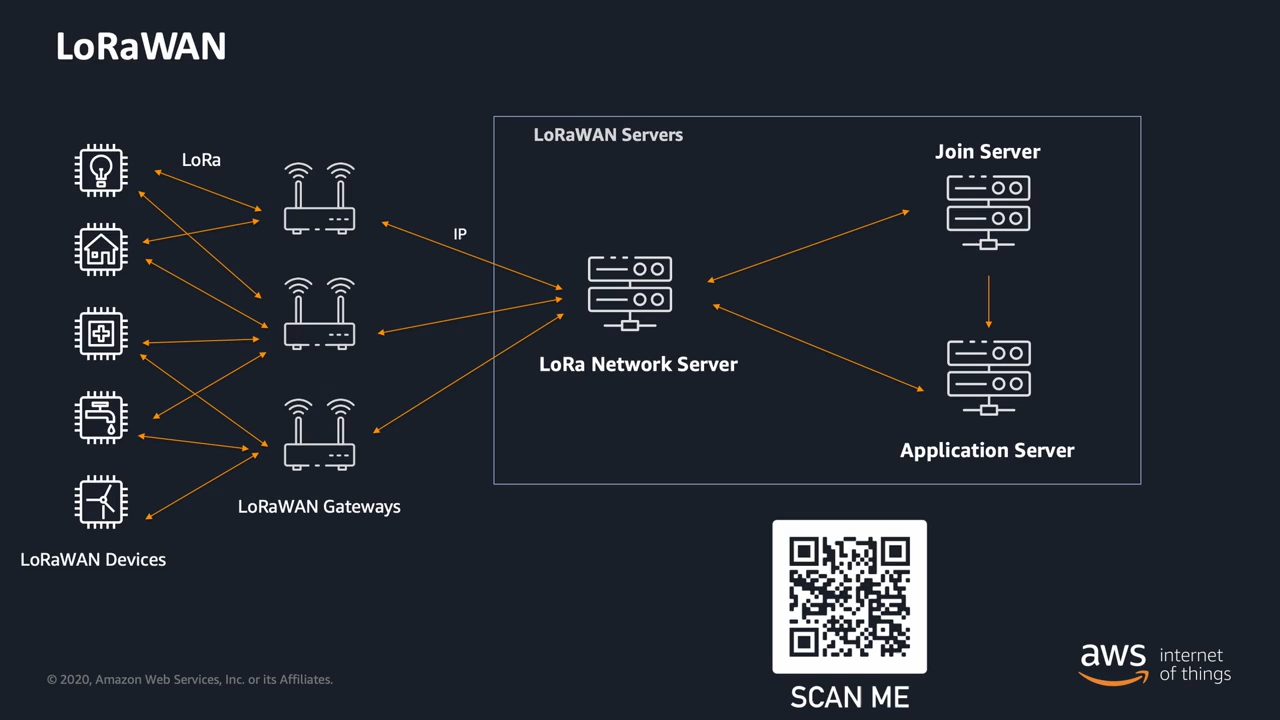 LoRaWAN
LoRaWAN Servers
Join Server
LoRa
IP
LoRa Network Server
Application Server
LoRaWAN Gateways
LoRaWAN Devices
© 2020, Amazon Web Services, Inc. or its Affiliates.
SCAN ME
aws
internet
of things